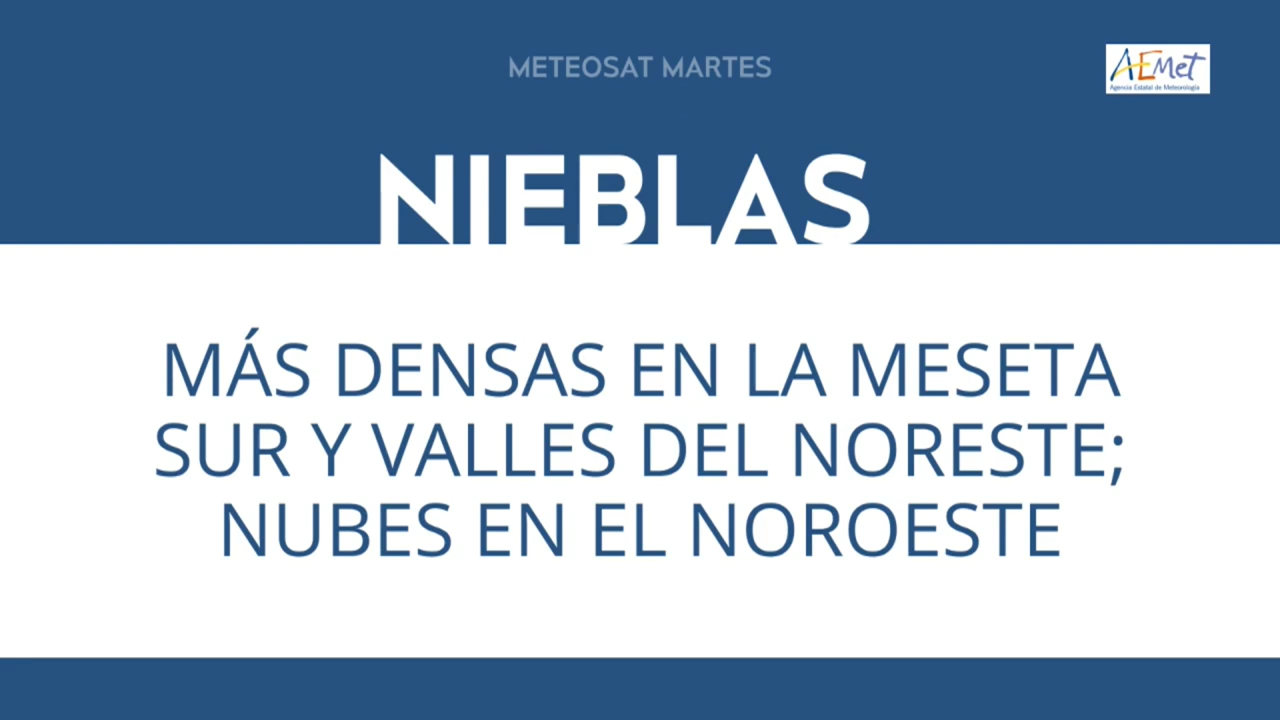 METEOSAT MARTES
AEMet
Agencia Estatal de Meteorología
NIEBLAS
MÁS DENSAS EN LA MESETA
SUR Y VALLES DEL NORESTE;
NUBES EN EL NOROESTE